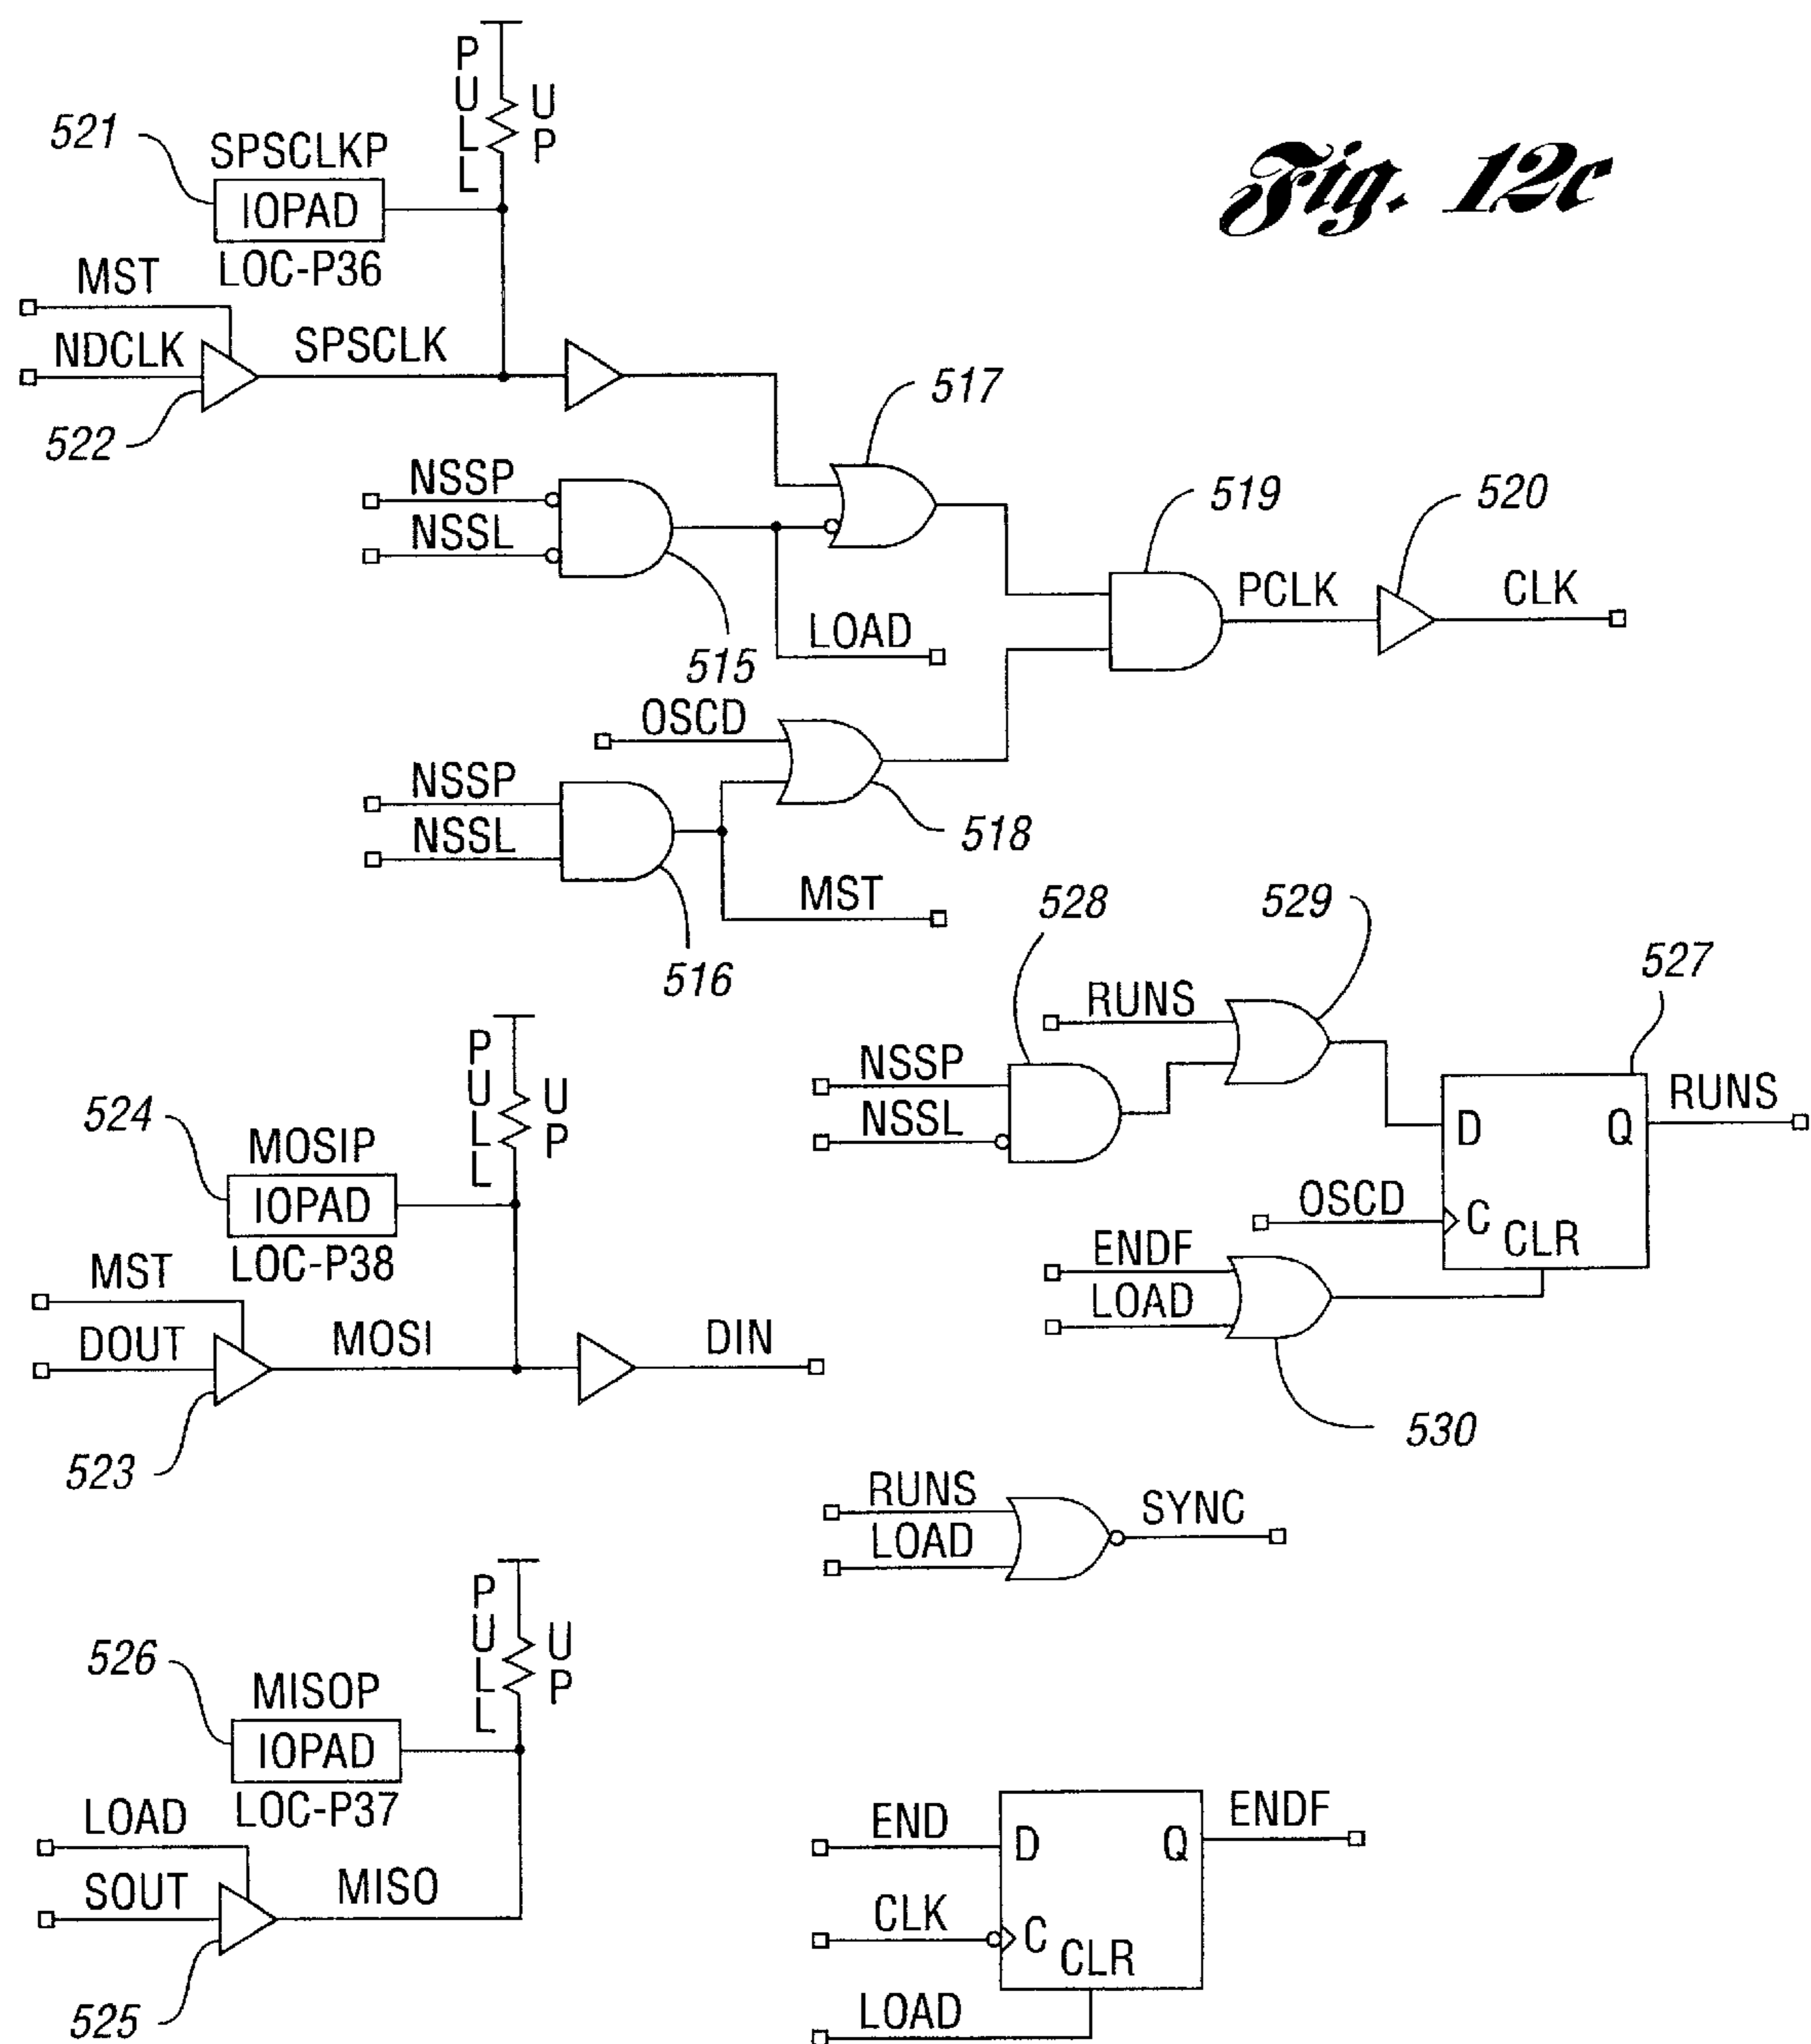 Fig. 12c
PULL UP
521
SPSCLKP
IOPAD
LOC-P36
MST
NDCLK
SPSCLK
522
517
NSSP
NSSL
515
LOAD
519
520
PCLK
CLK
OSCD
518
NSSP
NSSL
516
MST
528
529
527
RUNS
NSSP
NSSL
D
Q
RUNS
OSCD
C
CLR
ENDF
LOAD
530
PULL UP
524
MOSIP
IOPAD
LOC-P38
MST
DOUT
MOSI
DIN
523
RUNS
LOAD
SYNC
PULL UP
526
MISOP
IOPAD
LOC-P37
LOAD
SOUT
MISO
525
END
D
Q
ENDF
CLK
C
CLR
LOAD